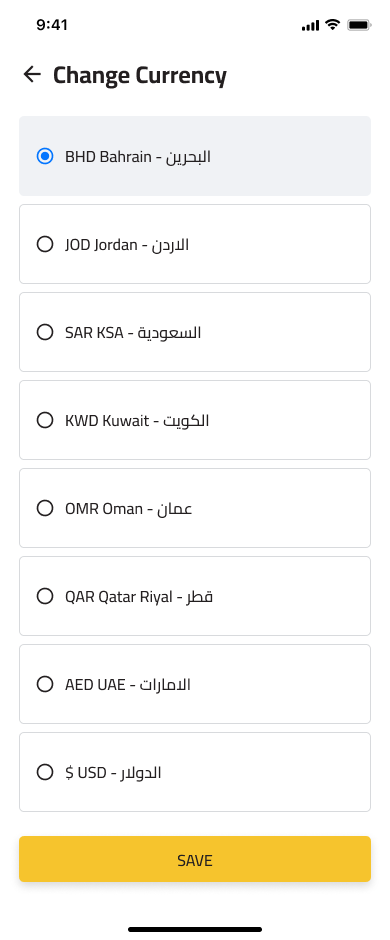 9:41
Change Currency
BHD Bahrain - البحرين
JOD Jordan - الاردن
SAR KSA - السعودية
KWD Kuwait - الكويت
OMR Oman - عمان
QAR Qatar Riyal - قطر
AED UAE - الامارات
$ USD - الدولار
SAVE